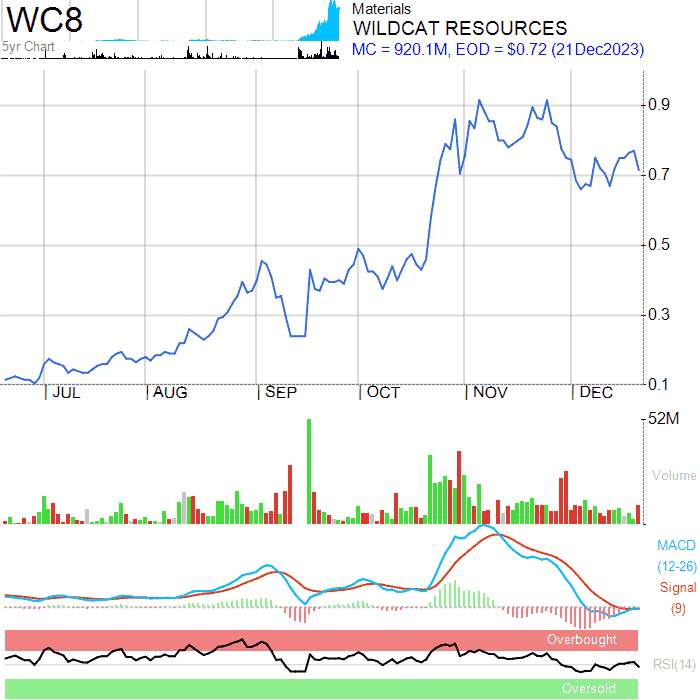 WC8
5yr Chart
Materials
WILDCAT RESOURCES
MC = 920.1M, EOD = $0.72 (21Dec2023)
0.9
0.7
0.5
0.3
0.1
JUL AUG SEP OCT NOV DEC
52M
Volume
MACD
(12-26)
Signal
(9)
Overbought
RSI(14)
Oversold